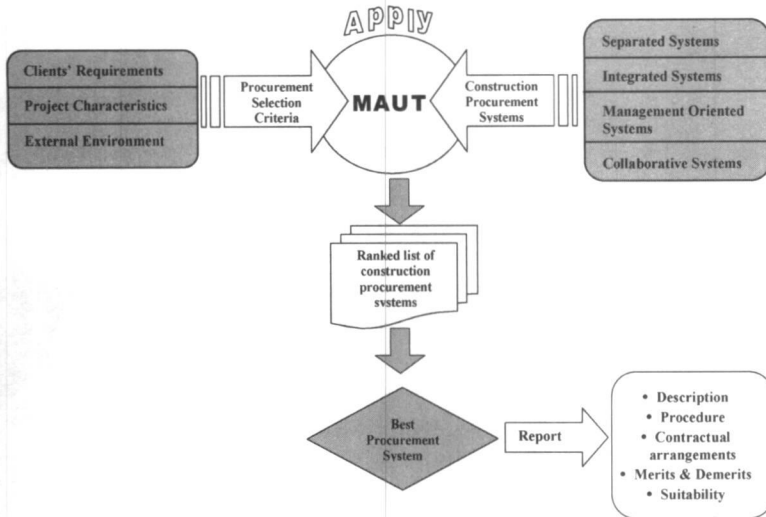 APPLY
Clients' Requirements
Project Characteristics
External Environment
Procurement
Selection
Criteria
MAUT
Construction
Procurement
Systems
Separated Systems
Integrated Systems
Management Oriented
Systems
Collaborative Systems
Ranked list of
construction
procurement
systems
Best
Procurement
System
Report
• Description
• Procedure
• Contractual
arrangements
• Merits & Demerits
• Suitability